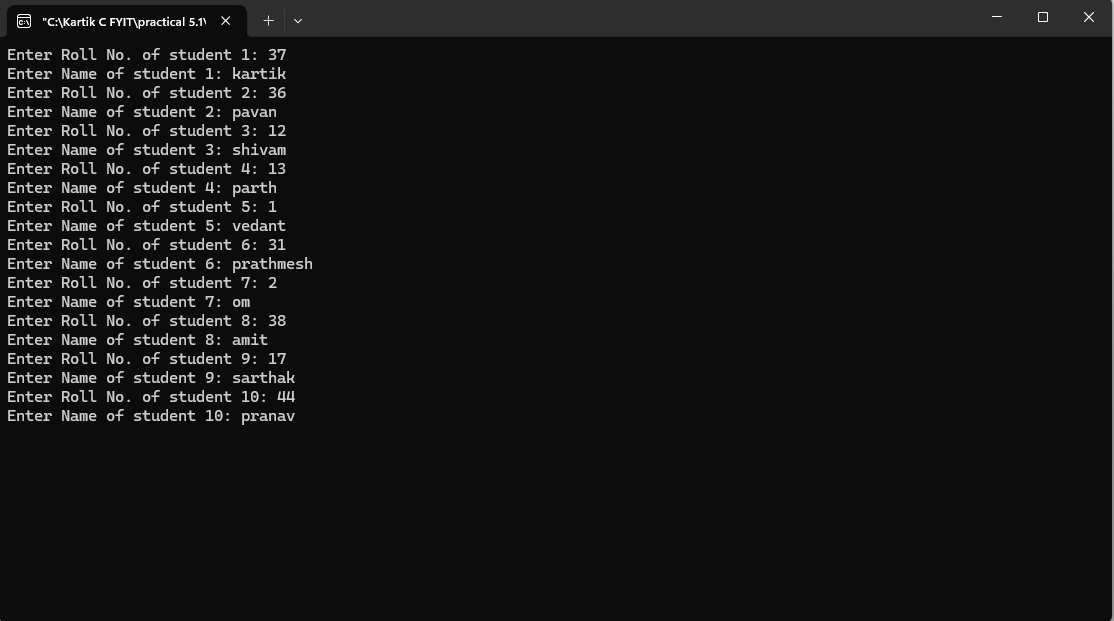 "C:\Kartik C FYIT\practical 5.1\
Enter Roll No. of student 1: 37
Enter Name of student 1: kartik
Enter Roll No. of student 2: 36
Enter Name of student 2: pavan
Enter Roll No. of student 3: 12
Enter Name of student 3: shivam
Enter Roll No. of student 4: 13
Enter Name of student 4: parth
Enter Roll No. of student 5: 1
Enter Name of student 5: vedant
Enter Roll No. of student 6: 31
Enter Name of student 6: prathmesh
Enter Roll No. of student 7: 2
Enter Name of student 7: om
Enter Roll No. of student 8: 38
Enter Name of student 8: amit
Enter Roll No. of student 9: 17
Enter Name of student 9: sarthak
Enter Roll No. of student 10: 44
Enter Name of student 10: pranav